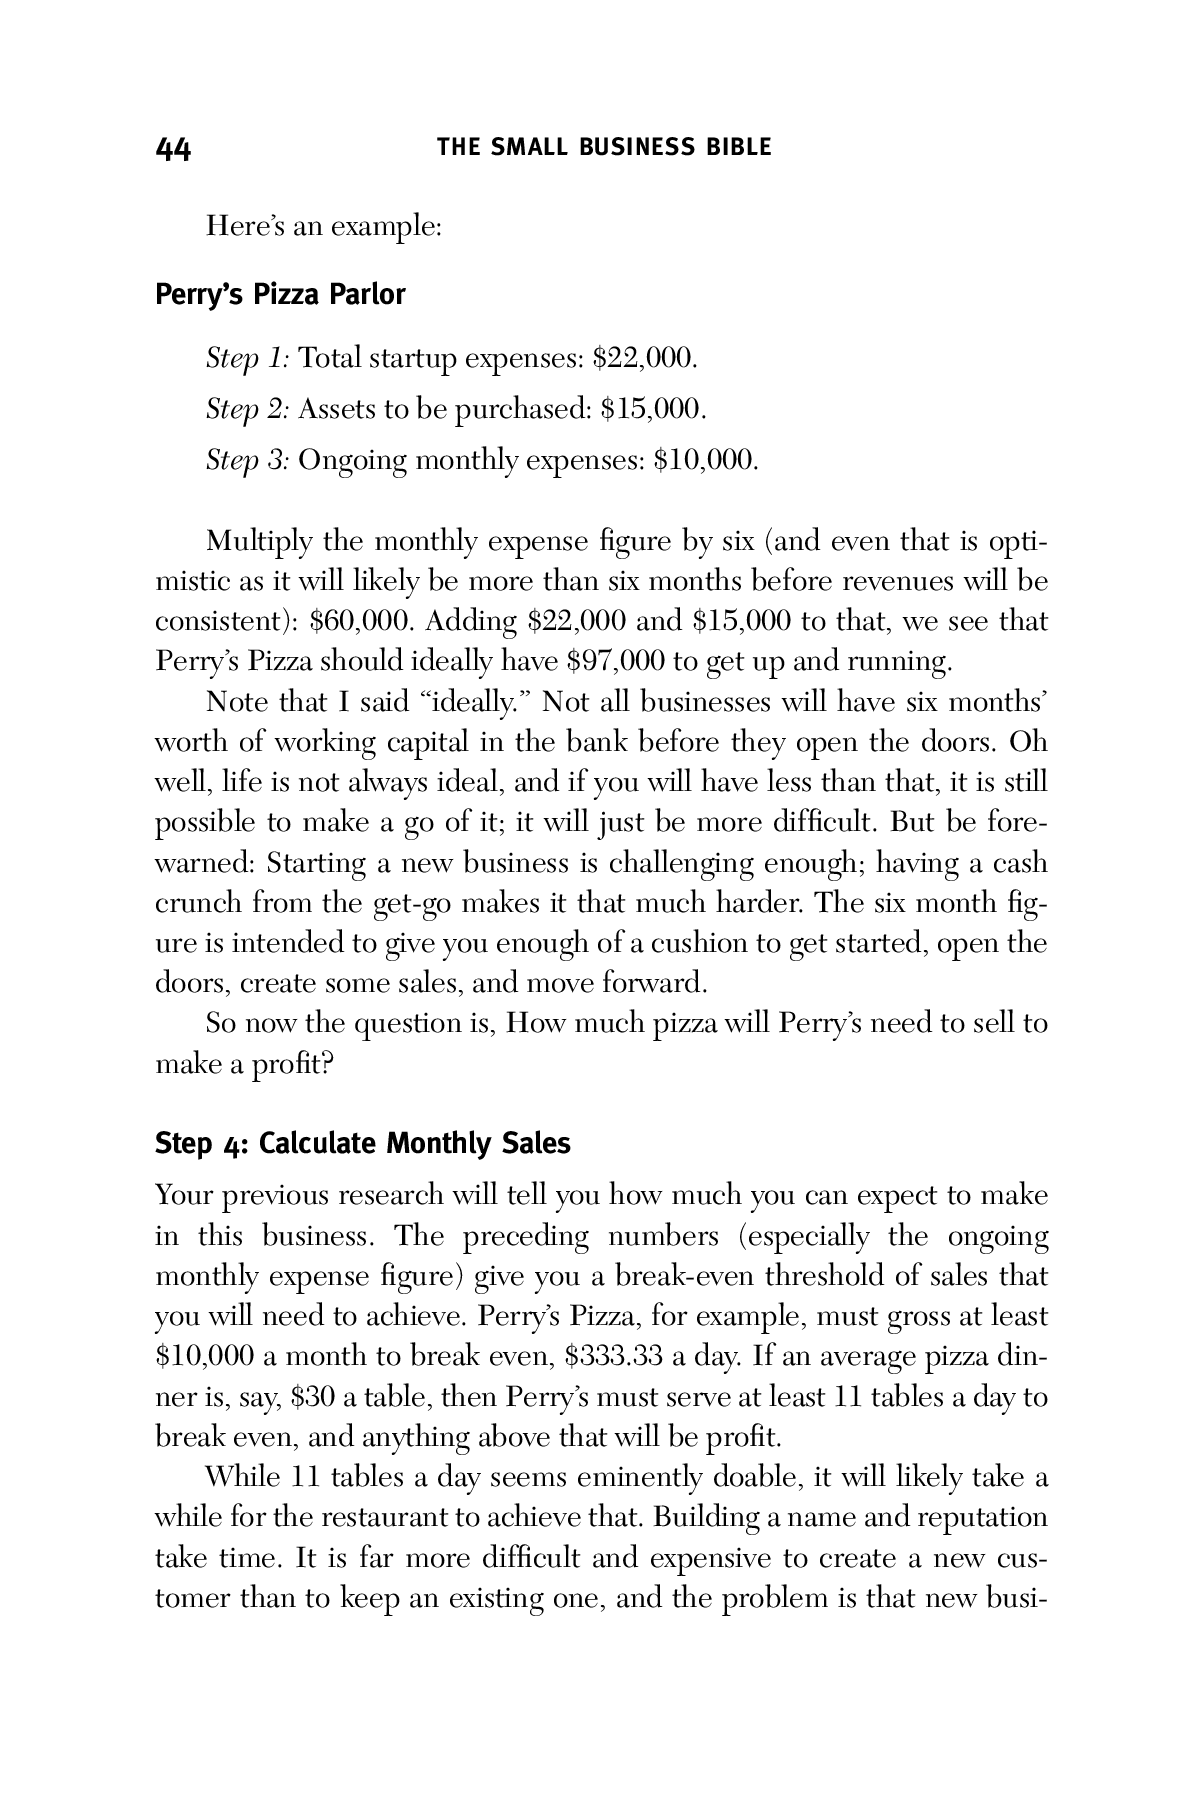 44
THE SMALL BUSINESS BIBLE
Here’s an example:
Perry’s Pizza Parlor
Step 1: Total startup expenses: $22,000.
Step 2: Assets to be purchased: $15,000.
Step 3: Ongoing monthly expenses: $10,000.
Multiply the monthly expense figure by six (and even that is opti-
mistic as it will likely be more than six months before revenues will be
consistent): $60,000. Adding $22,000 and $15,000 to that, we see that
Perry’s Pizza should ideally have $97,000 to get up and running.
Note that I said “ideally.” Not all businesses will have six months’
worth of working capital in the bank before they open the doors. Oh
well, life is not always ideal, and if you will have less than that, it is still
possible to make a go of it; it will just be more difficult. But be fore-
warned: Starting a new business is challenging enough; having a cash
crunch from the get-go makes it that much harder. The six month fig-
ure is intended to give you enough of a cushion to get started, open the
doors, create some sales, and move forward.
So now the question is, How much pizza will Perry’s need to sell to
make a profit?
Step 4: Calculate Monthly Sales
Your previous research will tell you how much you can expect to make
in this business. The preceding numbers (especially the ongoing
monthly expense figure) give you a break-even threshold of sales that
you will need to achieve. Perry’s Pizza, for example, must gross at least
$10,000 a month to break even, $333.33 a day. If an average pizza din-
ner is, say, $30 a table, then Perry’s must serve at least 11 tables a day to
break even, and anything above that will be profit.
While 11 tables a day seems eminently doable, it will likely take a
while for the restaurant to achieve that. Building a name and reputation
take time. It is far more difficult and expensive to create a new cus-
tomer than to keep an existing one, and the problem is that new busi-